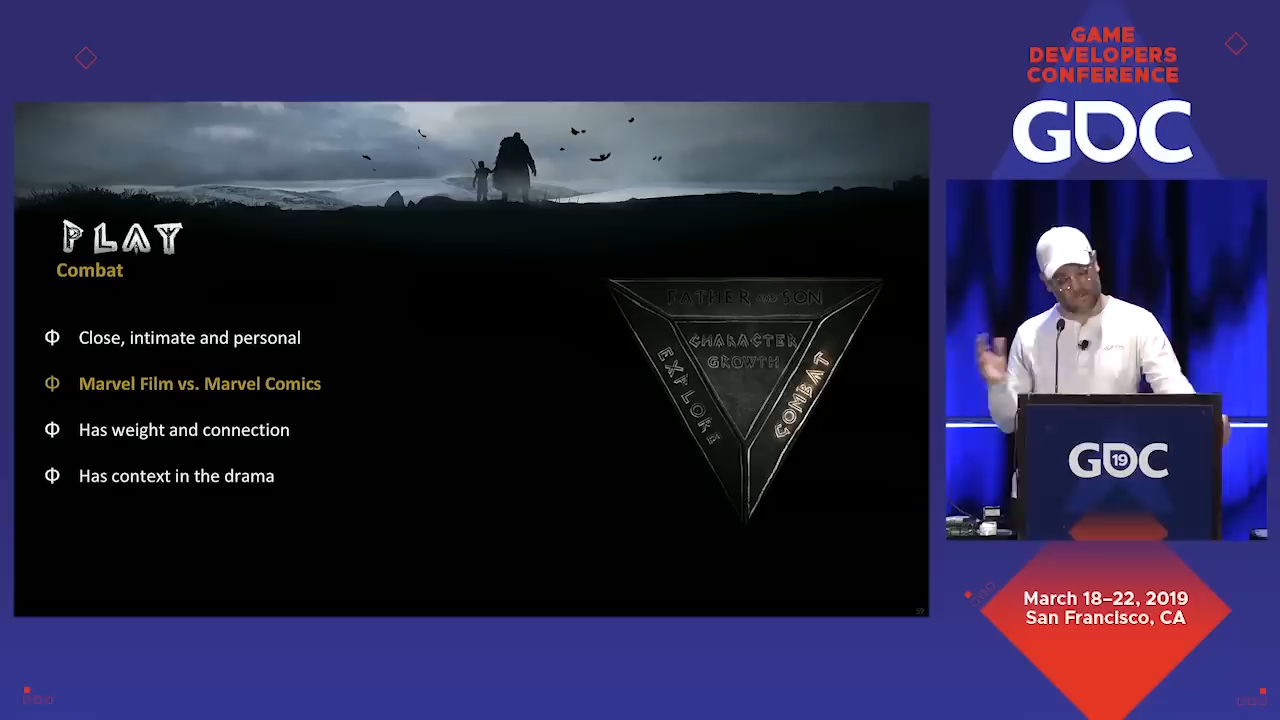 GAME
DEVELOPERS
CONFERENCE
GDC
PLAY
Combat
Φ Close, intimate and personal
Φ Marvel Film vs. Marvel Comics
Φ Has weight and connection
Φ Has context in the drama
FATHER AND SON
CHARACTER
GROWTH
EXPLORE
COMBAT
59
GDC
19
March 18–22, 2019
San Francisco, CA